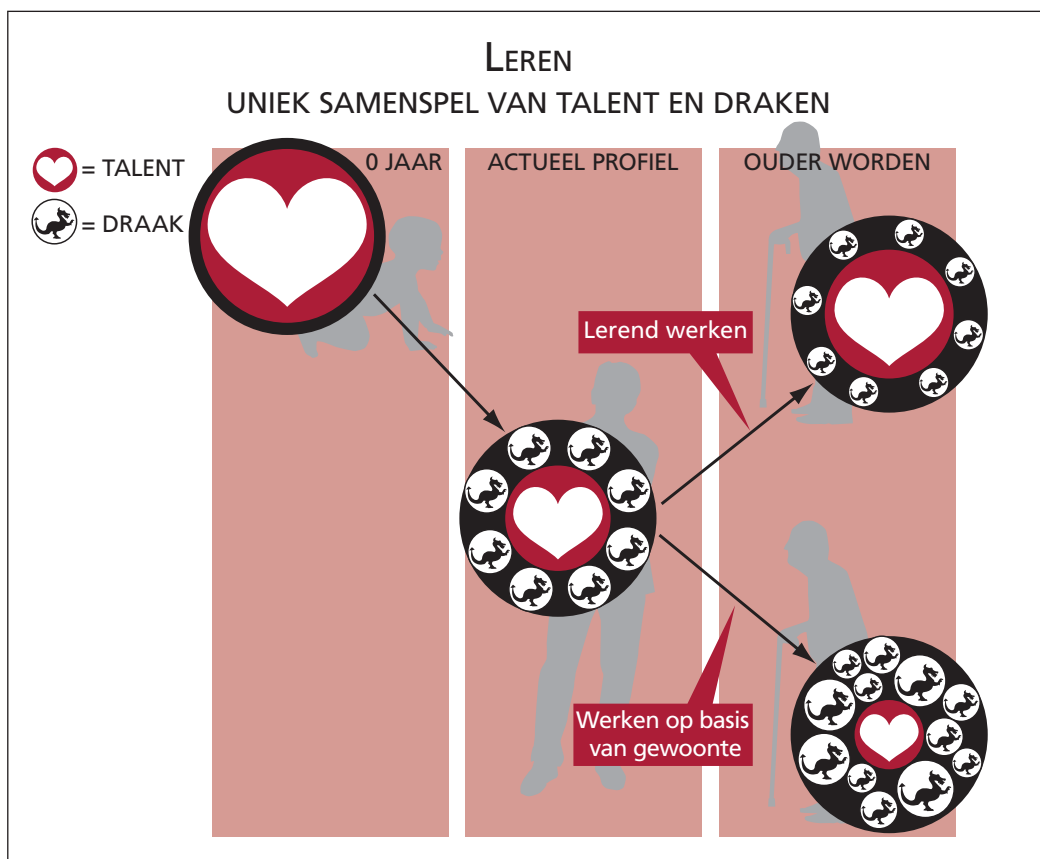 LEREN
UNIEK SAMENSPEL VAN TALENT EN DRAKEN
= TALENT
= DRAAK
0 JAAR
ACTUEEL PROFIEL
OUDER WORDEN
Lerend werken
Werken op basis
van gewoonte